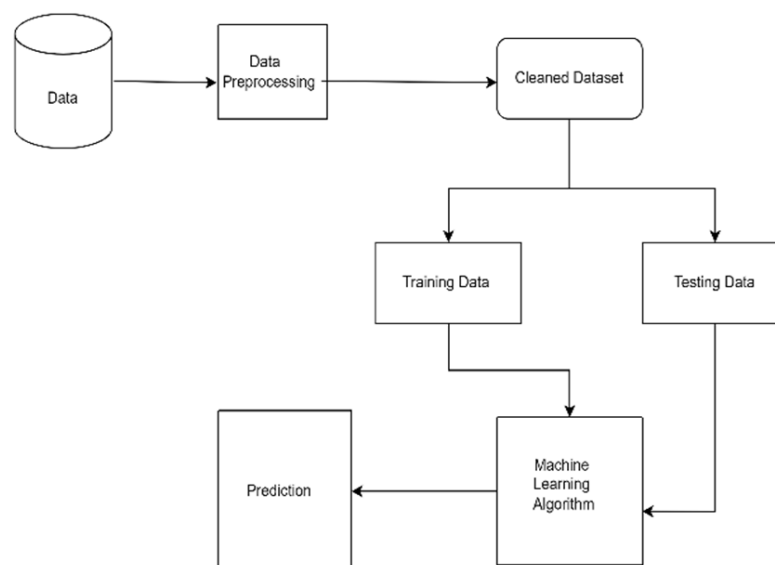 Data
Data
Preprocessing
Cleaned Dataset
Training Data
Testing Data
Prediction
Machine
Learning
Algorithm